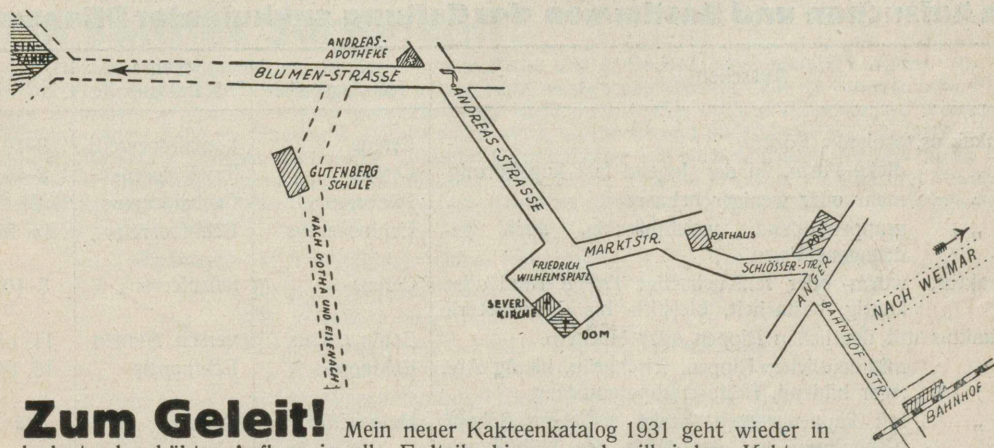 EIN-
FAHRT
ANDREAS-
APOTHEKE
BLUMEN-STRASSE
ANDREAS-STRASSE
GUTENBERG
SCHULE
NACH GOTHA UND EISENACH
MARKTSTR.
RATHAUS
FRIEDRICH
WILHELMSPLATZ
SEVERI
KIRCHE
DOM
SCHLÖSSER-STR.
POST
ANGER
BAHNHOF-STR.
NACH WEIMAR
BAHNHOF
Zum Geleit! Mein neuer Kakteenkatalog 1931 geht wieder in